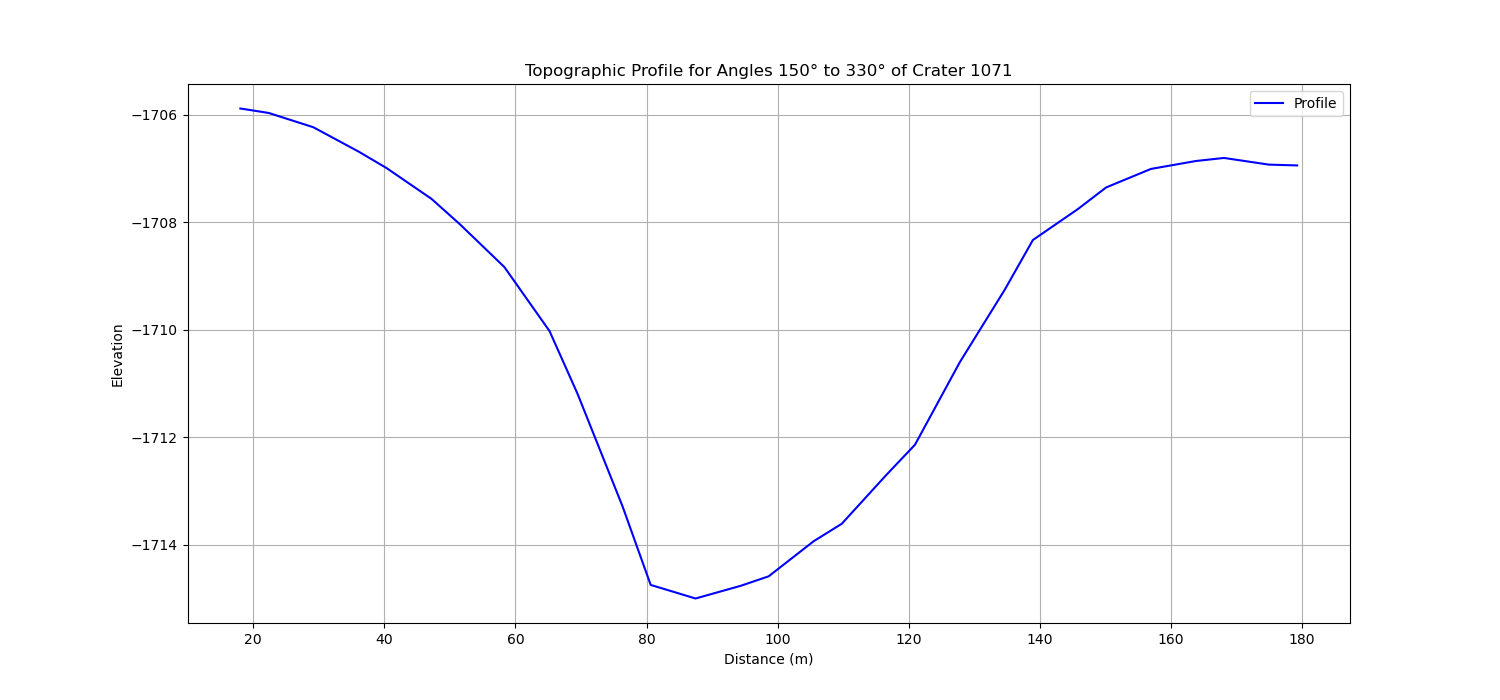 Topographic Profile for Angles 150° to 330° of Crater 1071
Profile
−1706
−1708
−1710
−1712
−1714
Elevation
20 40 60 80 100 120 140 160 180
Distance (m)